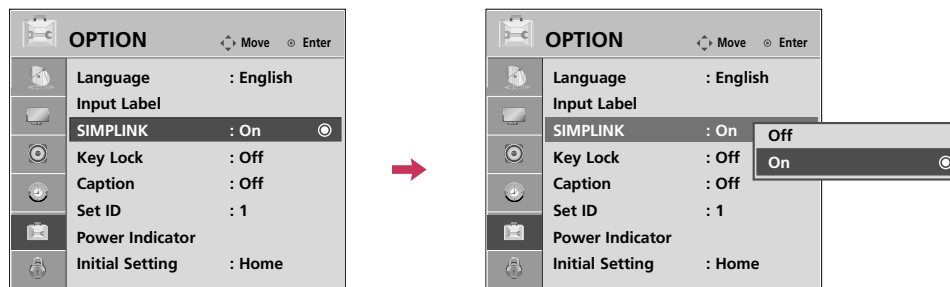 OPTION Move Enter
Language : English
Input Label
SIMPLINK : On
Key Lock : Off
Caption : Off
Set ID : 1
Power Indicator
Initial Setting : Home
OPTION Move Enter
Language : English
Input Label
SIMPLINK : On
Key Lock : Off
Caption : Off
Set ID : 1
Power Indicator
Initial Setting : Home
Off
On